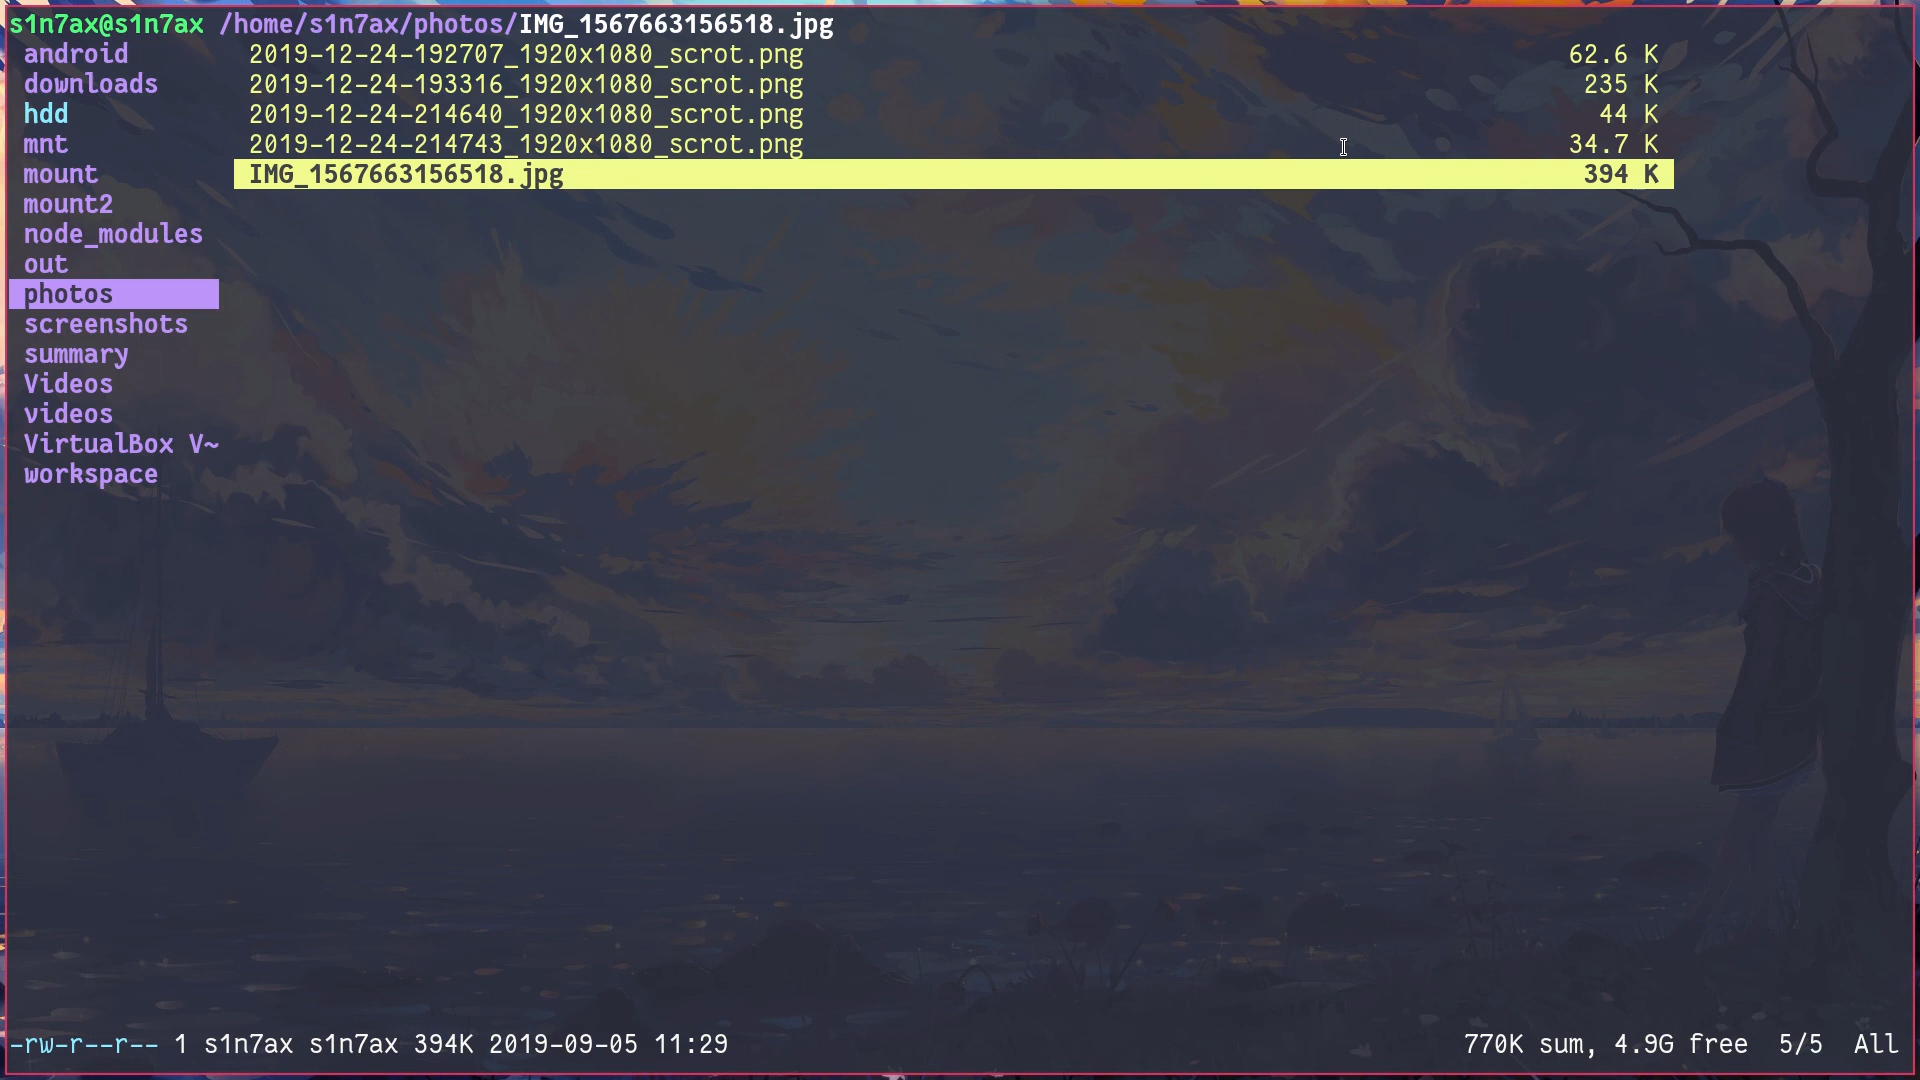 s1n7ax@s1n7ax /home/s1n7ax/photos/IMG_1567663156518.jpg
android 2019-12-24-192707_1920x1080_scrot.png 62.6 K
downloads 2019-12-24-193316_1920x1080_scrot.png 235 K
hdd 2019-12-24-214640_1920x1080_scrot.png 44 K
mnt 2019-12-24-214743_1920x1080_scrot.png 34.7 K
mount IMG_1567663156518.jpg 394 K
mount2
node_modules
out
photos
screenshots
summary
Videos
videos
VirtualBox V~
workspace
-rw-r--r-- 1 s1n7ax s1n7ax 394K 2019-09-05 11:29 770K sum, 4.9G free 5/5 All